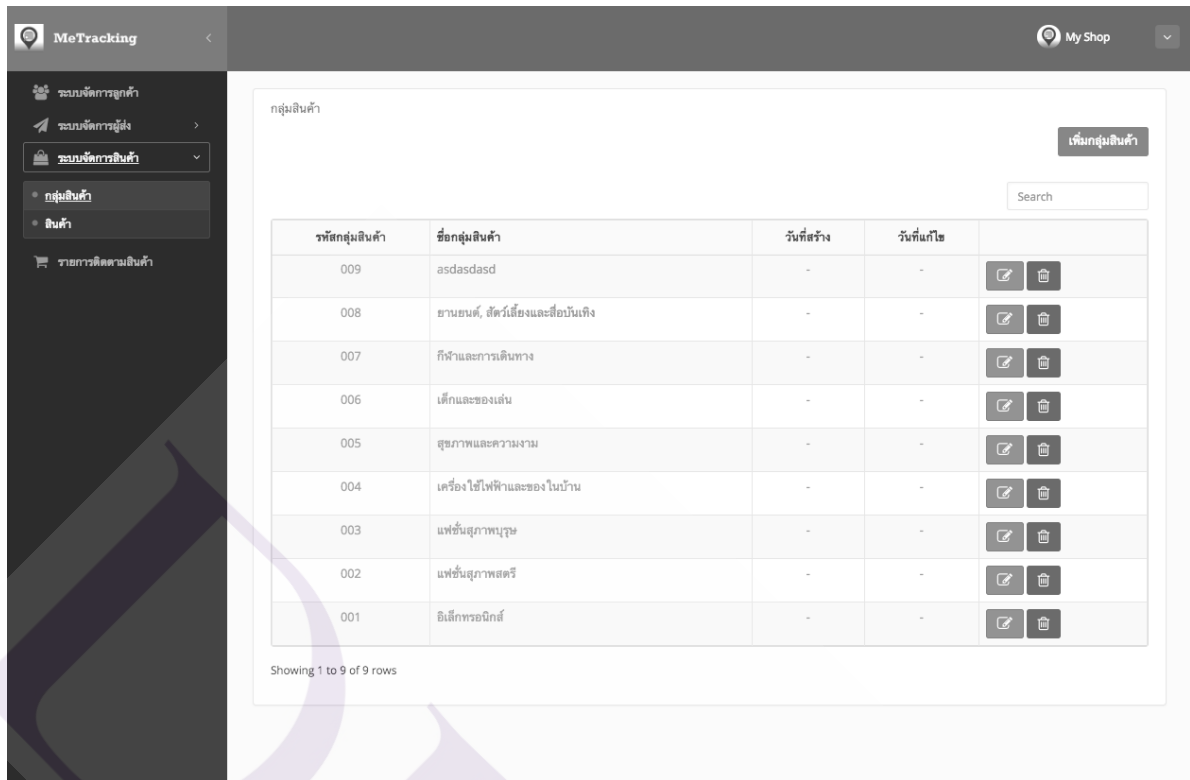 MeTracking
My Shop
ระบบจัดการลูกค้า
ระบบจัดการผู้ส่ง
ระบบจัดการสินค้า
กลุ่มสินค้า
สินค้า
รายการติดตามสินค้า
กลุ่มสินค้า
เพิ่มกลุ่มสินค้า
Search
รหัสกลุ่มสินค้า ชื่อกลุ่มสินค้า วันที่สร้าง วันที่แก้ไข
009 asdasdasd - -
008 ยานยนต์, สัตว์เลี้ยงและสื่อบันเทิง - -
007 กีฬาและการเดินทาง - -
006 เด็กและของเล่น - -
005 สุขภาพและความงาม - -
004 เครื่องใช้ไฟฟ้าและของในบ้าน - -
003 แฟชั่นสุภาพบุรุษ - -
002 แฟชั่นสุภาพสตรี - -
001 อิเล็กทรอนิกส์ - -
Showing 1 to 9 of 9 rows